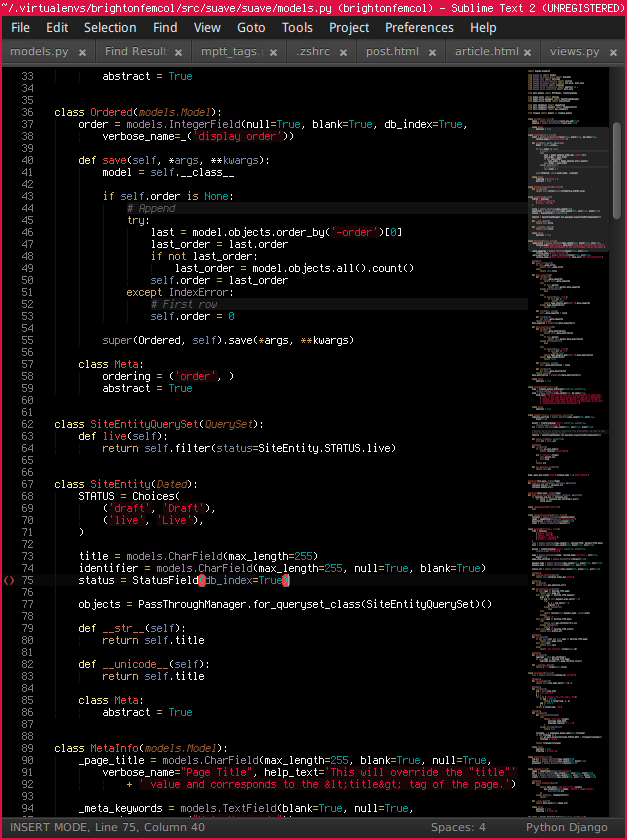 ~/.virtualenvs/brightonfemcol/src/suave/suave/models.py (brightonfemcol) - Sublime Text 2 (UNREGISTERED)
File Edit Selection Find View Goto Tools Project Preferences Help
models.py × Find Result × mptt_tags. × .zshrc × post.html × article.html × views.py ×
33 abstract = True
34
35
36 class Ordered(models.Model):
37 order = models.IntegerField(null=True, blank=True, db_index=True,
38 verbose_name=_('display order'))
39
40 def save(self, *args, **kwargs):
41 model = self.__class__
42
43 if self.order is None:
44 # Append
45 try:
46 last = model.objects.order_by('-order')[0]
47 last_order = last.order
48 if not last_order:
49 last_order = model.objects.all().count()
50 self.order = last_order
51 except IndexError:
52 # First row
53 self.order = 0
54
55 super(Ordered, self).save(*args, **kwargs)
56
57 class Meta:
58 ordering = ('order', )
59 abstract = True
60
61
62 class SiteEntityQuerySet(QuerySet):
63 def live(self):
64 return self.filter(status=SiteEntity.STATUS.live)
65
66
67 class SiteEntity(Dated):
68 STATUS = Choices(
69 ('draft', 'Draft'),
70 ('live', 'Live'),
71 )
72
73 title = models.CharField(max_length=255)
74 identifier = models.CharField(max_length=255, null=True, blank=True)
75 status = StatusField(db_index=True)
76
77 objects = PassThroughManager.for_queryset_class(SiteEntityQuerySet)()
78
79 def __str__(self):
80 return self.title
81
82 def __unicode__(self):
83 return self.title
84
85 class Meta:
86 abstract = True
87
88
89 class MetaInfo(models.Model):
90 _page_title = models.CharField(max_length=255, blank=True, null=True,
91 verbose_name="Page Title", help_text='This will override the "title"'
92 + ' value and corresponds to the &lt;title&gt; tag of the page.')
93
94 _meta_keywords = models.TextField(blank=True, null=True,
INSERT MODE, Line 75, Column 40 Spaces: 4 Python Django